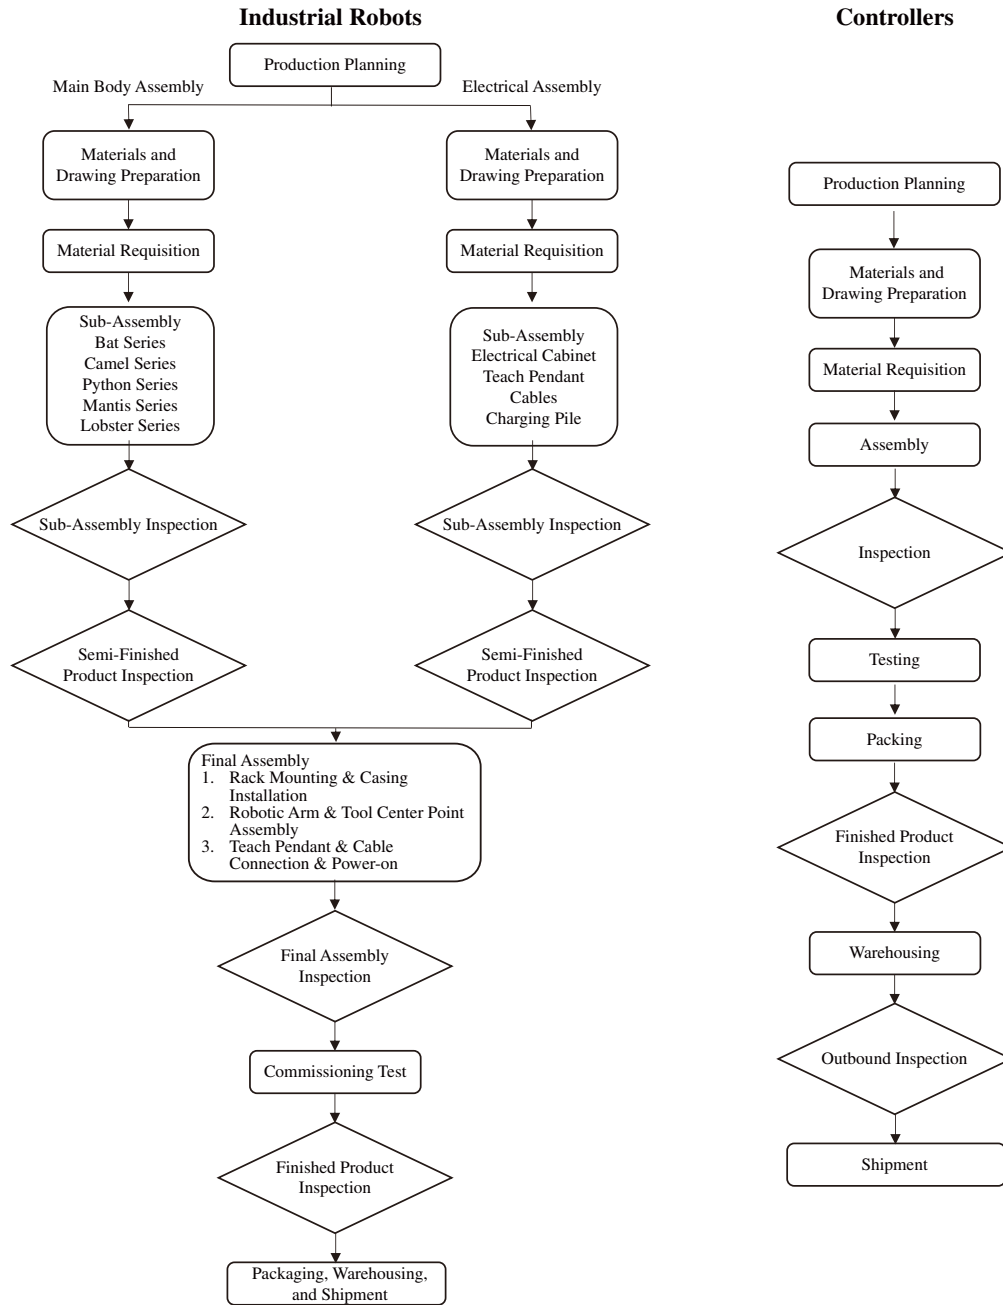 Industrial Robots
Production Planning
Main Body Assembly
Electrical Assembly
Materials and
Drawing Preparation
Material Requisition
Sub-Assembly
Bat Series
Camel Series
Python Series
Mantis Series
Lobster Series
Sub-Assembly Inspection
Semi-Finished
Product Inspection
Materials and
Drawing Preparation
Material Requisition
Sub-Assembly
Electrical Cabinet
Teach Pendant
Cables
Charging Pile
Sub-Assembly Inspection
Semi-Finished
Product Inspection
Final Assembly
1. Rack Mounting & Casing
Installation
2. Robotic Arm & Tool Center Point
Assembly
3. Teach Pendant & Cable
Connection & Power-on
Final Assembly
Inspection
Commissioning Test
Finished Product
Inspection
Packaging, Warehousing,
and Shipment
Controllers
Production Planning
Materials and
Drawing Preparation
Material Requisition
Assembly
Inspection
Testing
Packing
Finished Product
Inspection
Warehousing
Outbound Inspection
Shipment